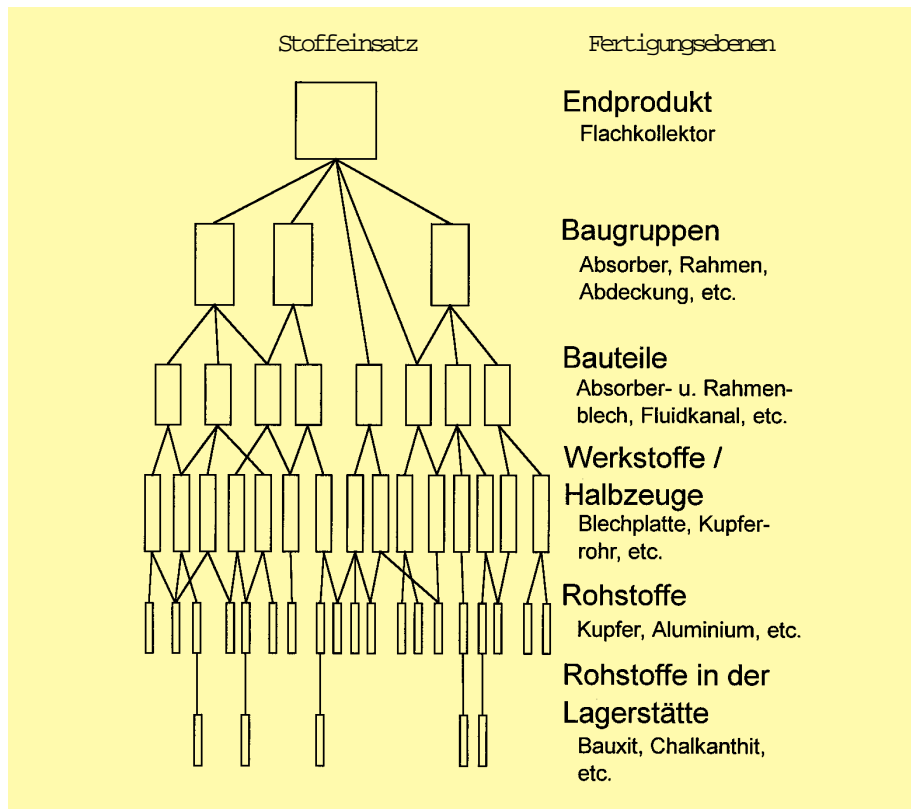 Stoffeinsatz
Fertigungsebenen
Endprodukt
Flachkollektor
Baugruppen
Absorber, Rahmen,
Abdeckung, etc.
Bauteile
Absorber- u. Rahmen-
blech, Fluidkanal, etc.
Werkstoffe /
Halbzeuge
Blechplatte, Kupfer-
rohr, etc.
Rohstoffe
Kupfer, Aluminium, etc.
Rohstoffe in der
Lagerstätte
Bauxit, Chalkanthit,
etc.